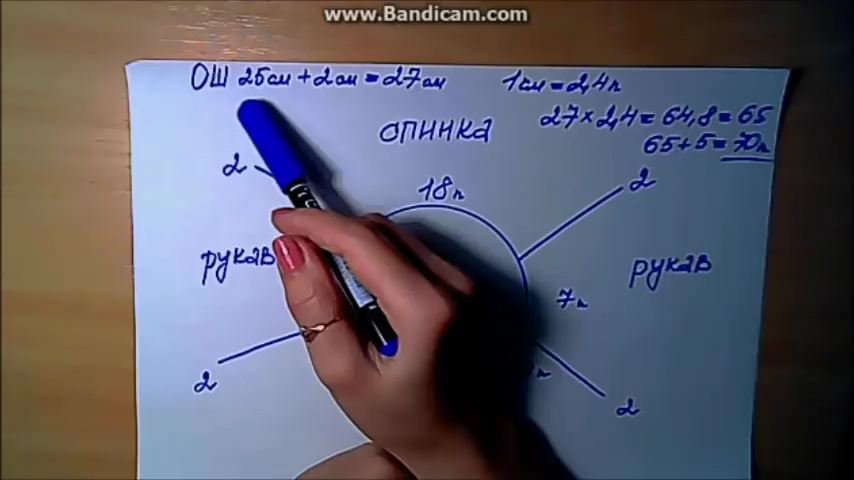 www.Bandicam.com
ОШ 25см + 2см = 27см 1см = 2,4п
27 × 2,4 = 64,8 = 65
65 + 5 = 70п
спинка
2
18п
2
рукав
7п
рукав
2
2